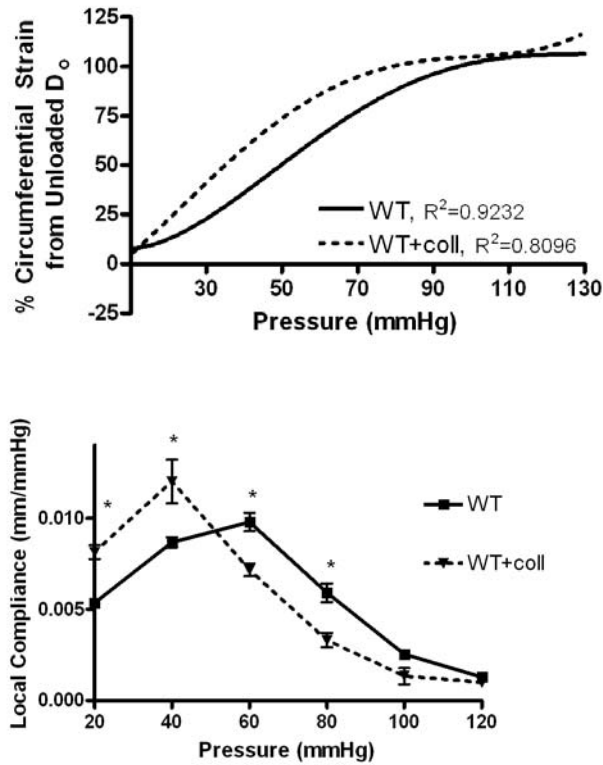 % Circumferential Strain
from Unloaded Do
125
100
75
50
25
0
-25
WT, R²=0.9232
WT+coll, R²=0.8096
30
50
70
90
110
130
Pressure (mmHg)
Local Compliance (mm/mmHg)
0.010
0.005
0.000
*
*
*
*
WT
WT+coll
20
40
60
80
100
120
Pressure (mmHg)